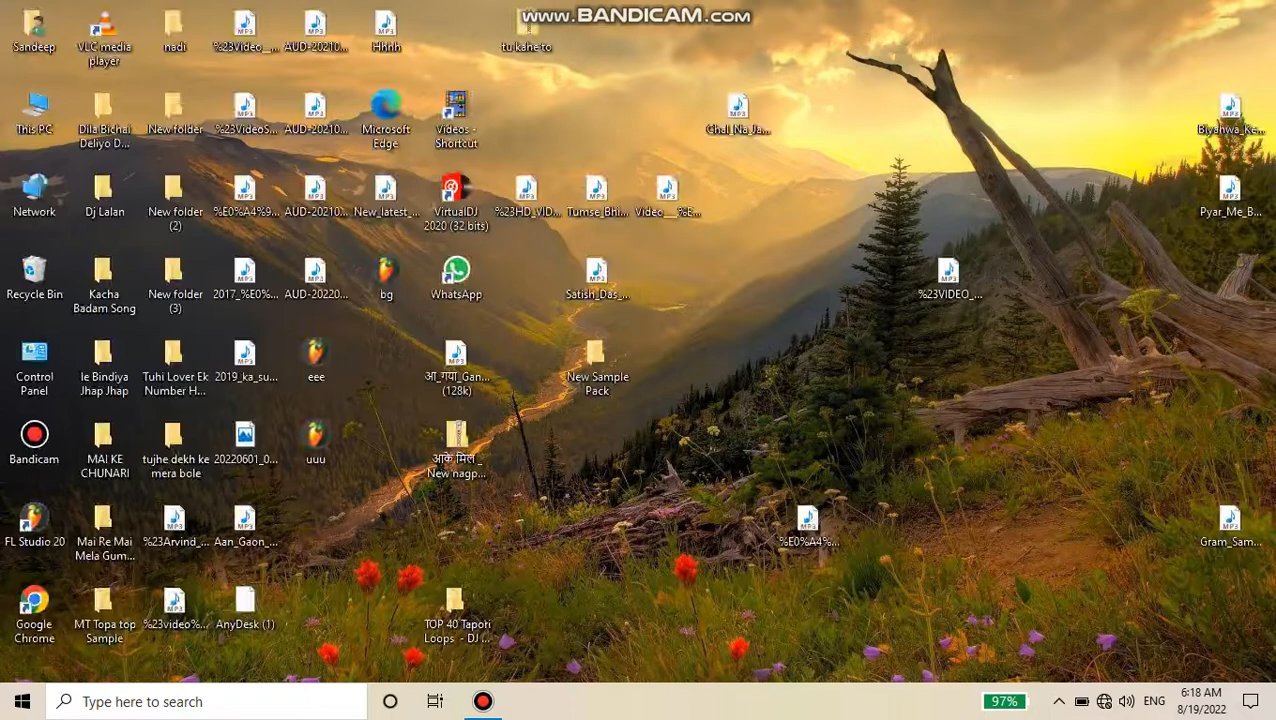 www.BANDICAM.com
Sandeep
VLC media
player
nadi
%23Video__...
AUD-20210...
Hhhh
tu kahe to
This PC
Dila Bichai
Deliyo D...
New folder
%23VideoS...
AUD-20210...
Microsoft
Edge
Videos -
Shortcut
Chal_Na_Ja...
Biyahwa_Ke...
Network
Dj Lalan
New folder
(2)
%E0%A4%9...
AUD-20210...
New_latest_...
VirtualDJ
2020 (32 bits)
%23HD_VID...
Tumse_Bhi...
Video__%E...
Pyar_Me_B...
Recycle Bin
Kacha
Badam Song
New folder
(3)
2017_%E0%...
AUD-20220...
bg
WhatsApp
Satish_Das_...
%23VIDEO_...
Control
Panel
le Bindiya
Jhap Jhap
Tuhi Lover Ek
Number H...
2019_ka_su...
eee
आ_गया_Gan...
(128k)
New Sample
Pack
Bandicam
MAI KE
CHUNARI
tujhe dekh ke
mera bole
20220601_0...
uuu
आके मिल _
New nagp...
FL Studio 20
Mai Re Mai
Mela Gum...
%23Arvind_...
Aan_Gaon_...
%E0%A4%...
Gram_Sam...
Google
Chrome
MT Topa top
Sample
%23video%...
AnyDesk (1)
TOP 40 Tapori
Loops - DJ ...
Type here to search
97%
ENG
6:18 AM
8/19/2022